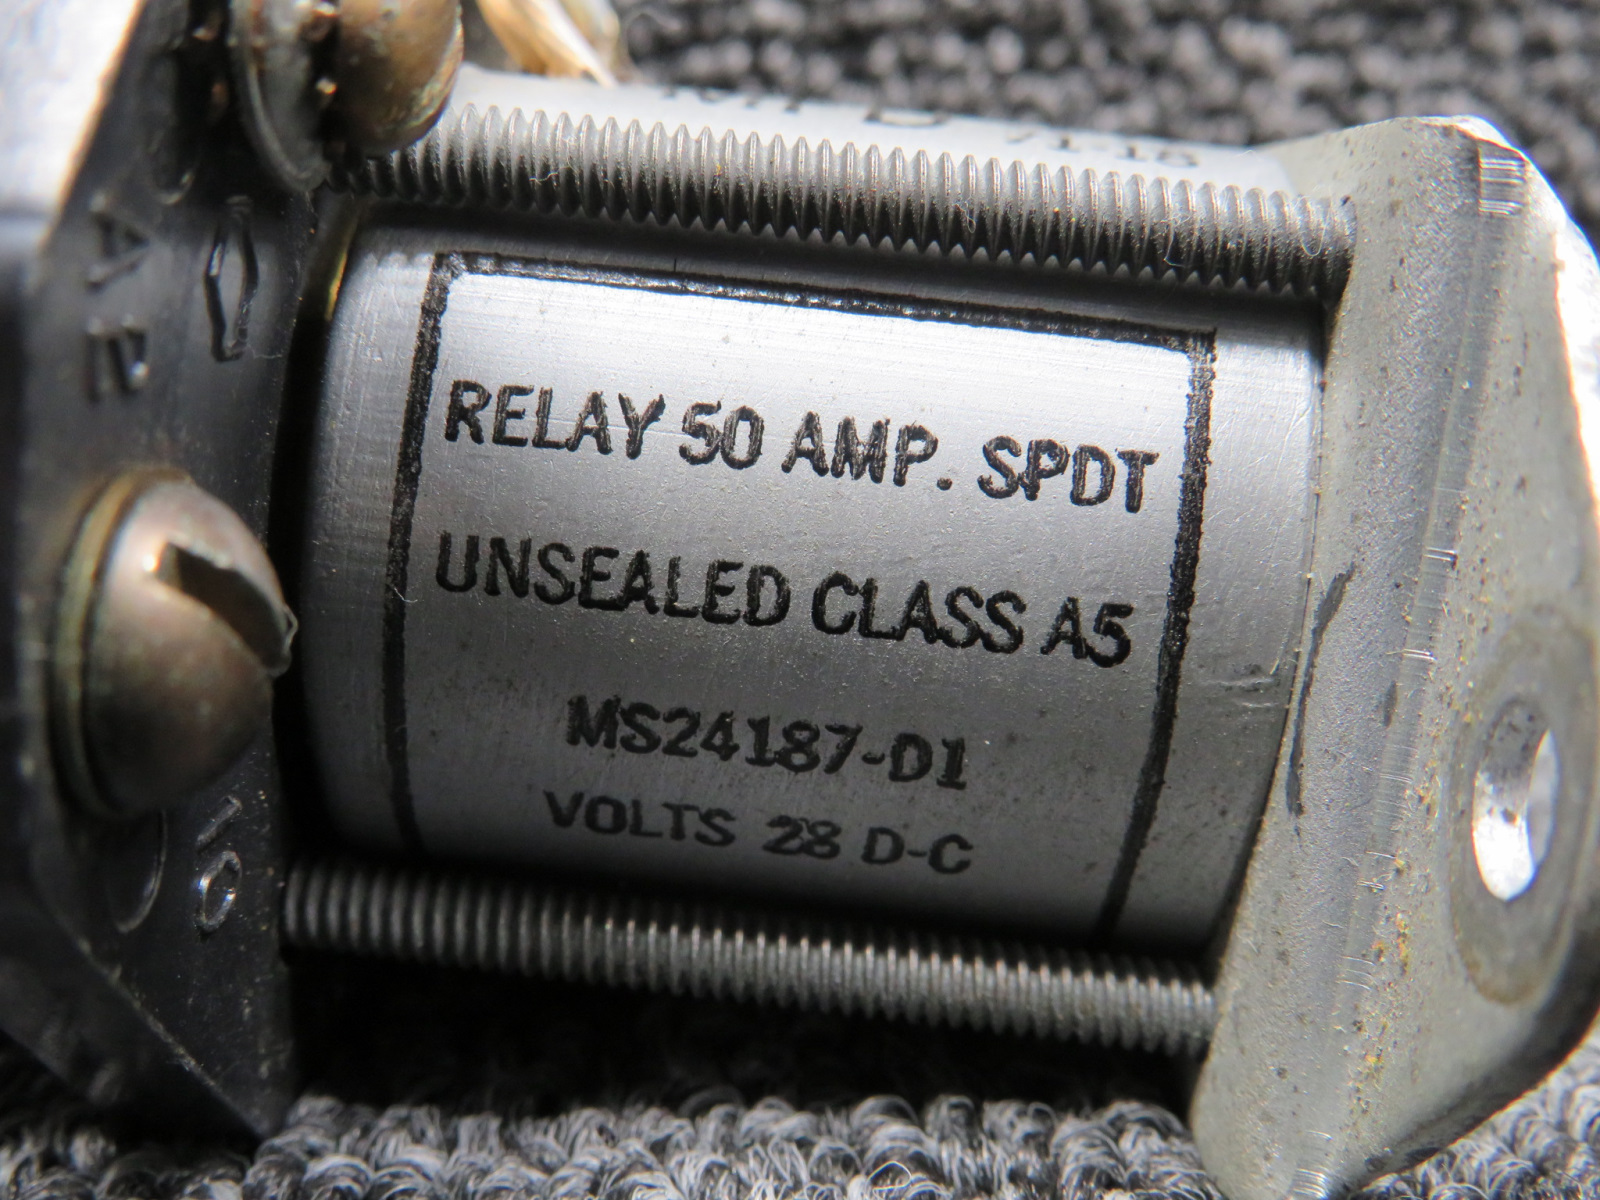 RELAY 50 AMP. SPDT
UNSEALED CLASS A5
MS24187-D1
VOLTS 28 D-C